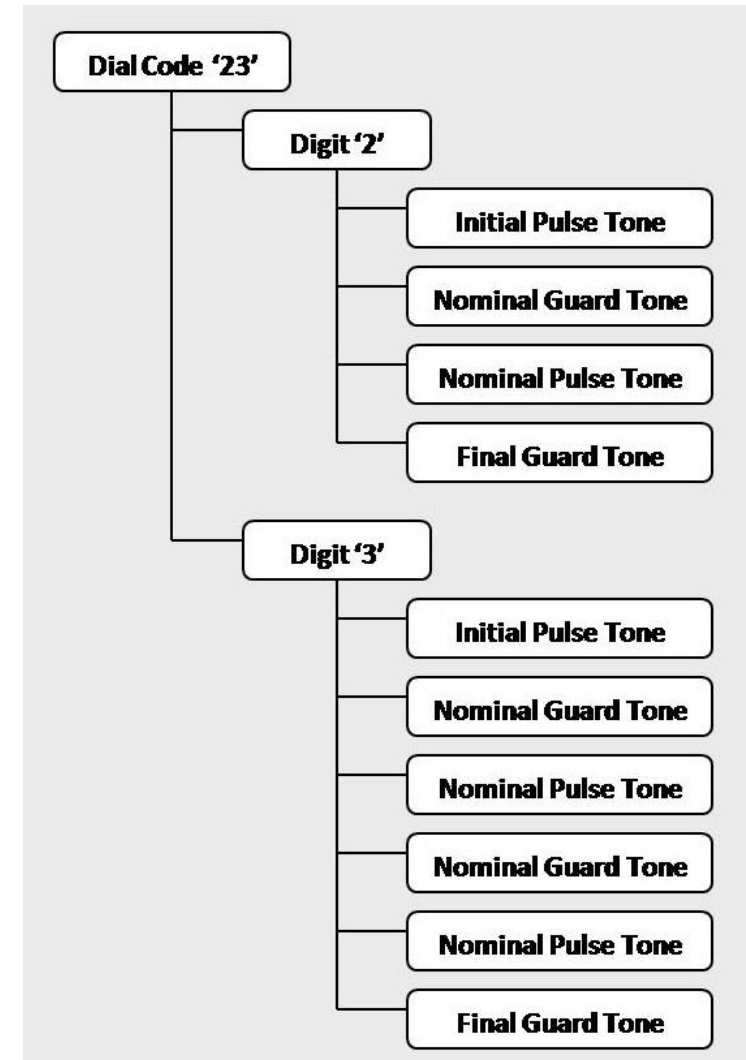 Dial Code ‘23’
Digit ‘2’
Initial Pulse Tone
Nominal Guard Tone
Nominal Pulse Tone
Final Guard Tone
Digit ‘3’
Initial Pulse Tone
Nominal Guard Tone
Nominal Pulse Tone
Nominal Guard Tone
Nominal Pulse Tone
Final Guard Tone